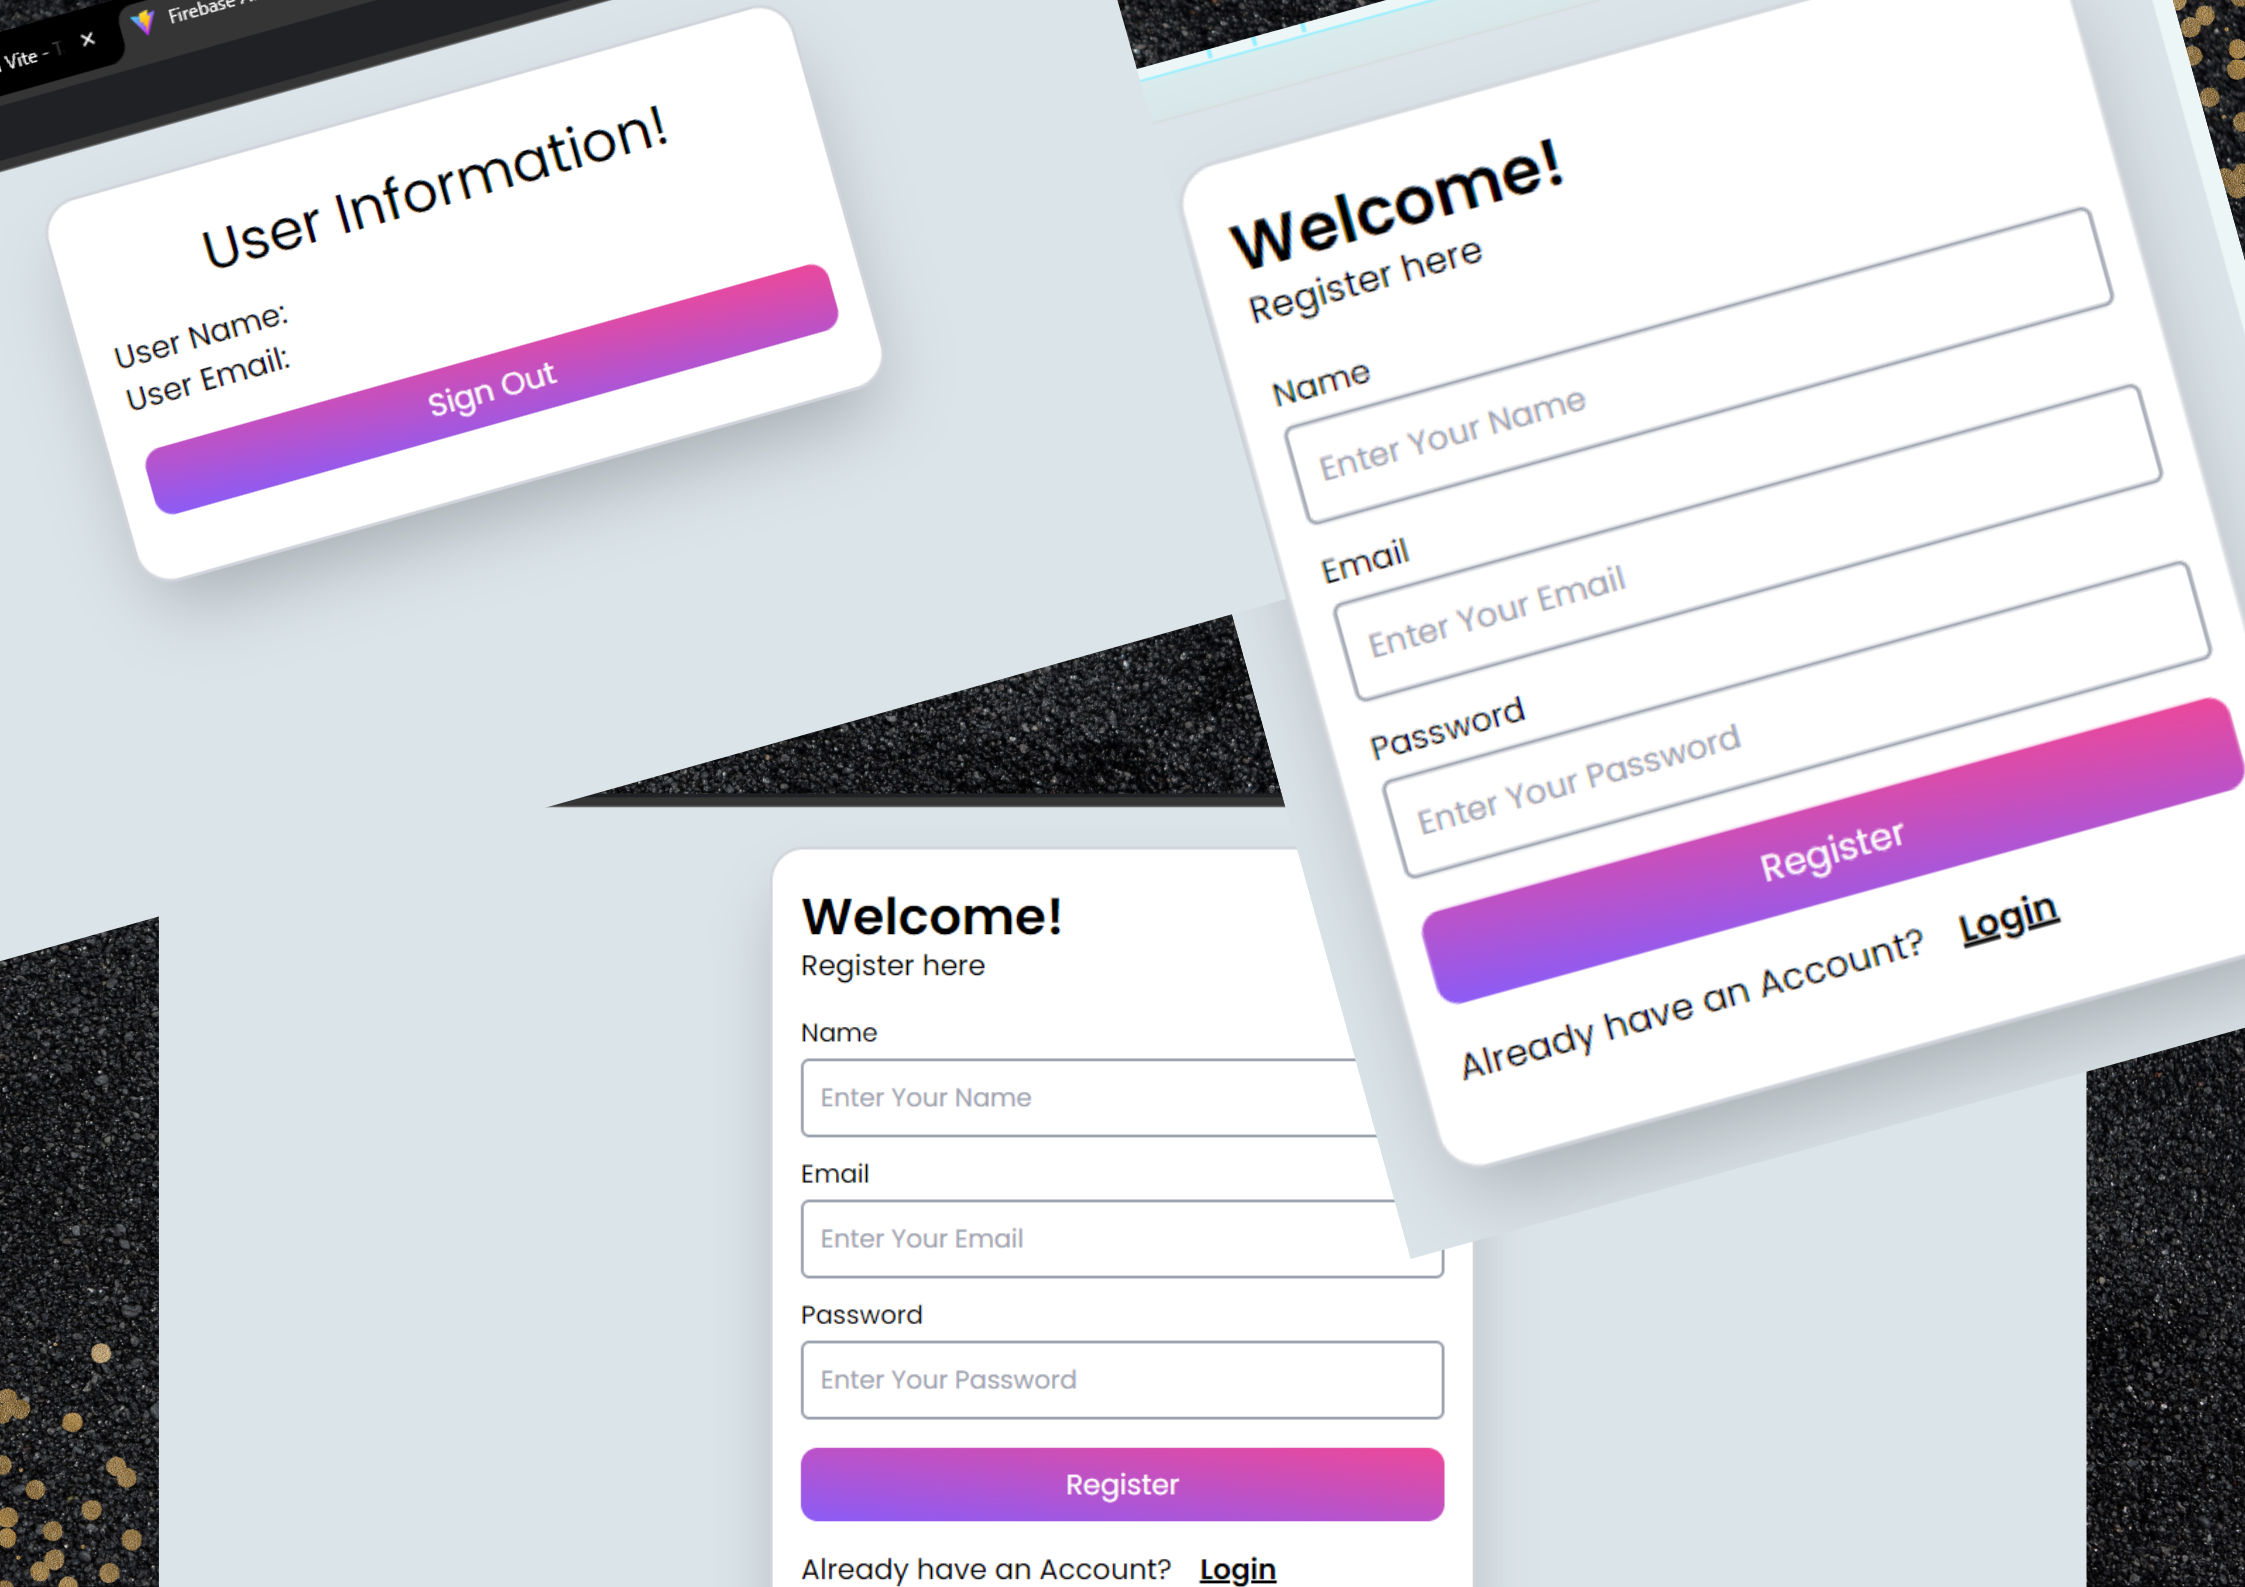 Vite - T
Firebase A
User Information!
User Name:
User Email:
Sign Out
Welcome!
Register here
Name
Enter Your Name
Email
Enter Your Email
Password
Enter Your Password
Register
Already have an Account? Login
Welcome!
Register here
Name
Enter Your Name
Email
Enter Your Email
Password
Enter Your Password
Register
Already have an Account? Login